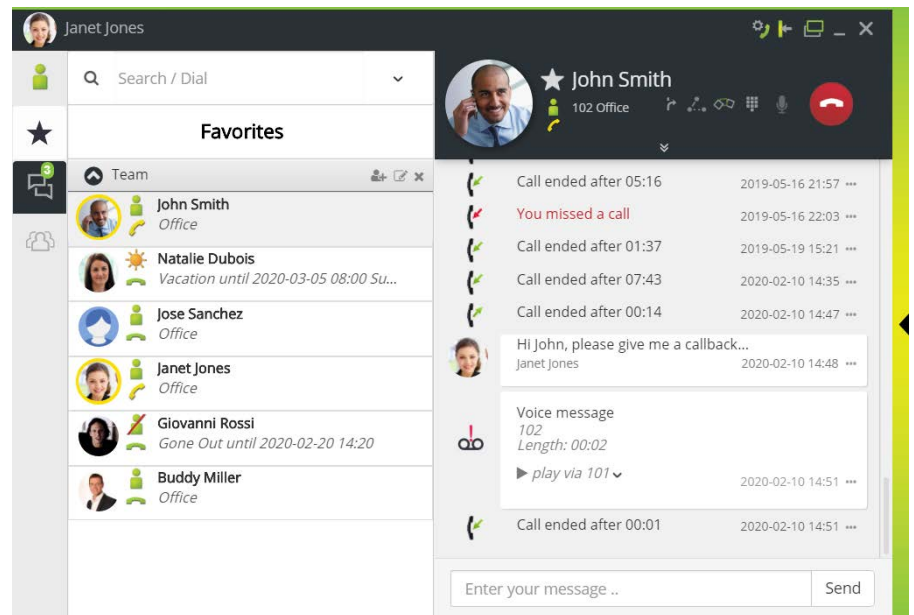 Janet Jones
Search / Dial
Favorites
3
Team
John Smith
Office
Natalie Dubois
Vacation until 2020-03-05 08:00 Su...
Jose Sanchez
Office
Janet Jones
Office
Giovanni Rossi
Gone Out until 2020-02-20 14:20
Buddy Miller
Office
John Smith
102 Office
Call ended after 05:16 2019-05-16 21:57
You missed a call 2019-05-16 22:03
Call ended after 01:37 2019-05-19 15:21
Call ended after 07:43 2020-02-10 14:35
Call ended after 00:14 2020-02-10 14:47
Hi John, please give me a callback...
Janet Jones 2020-02-10 14:48
Voice message
102
Length: 00:02
play via 101
2020-02-10 14:51
Call ended after 00:01 2020-02-10 14:51
Enter your message .. Send